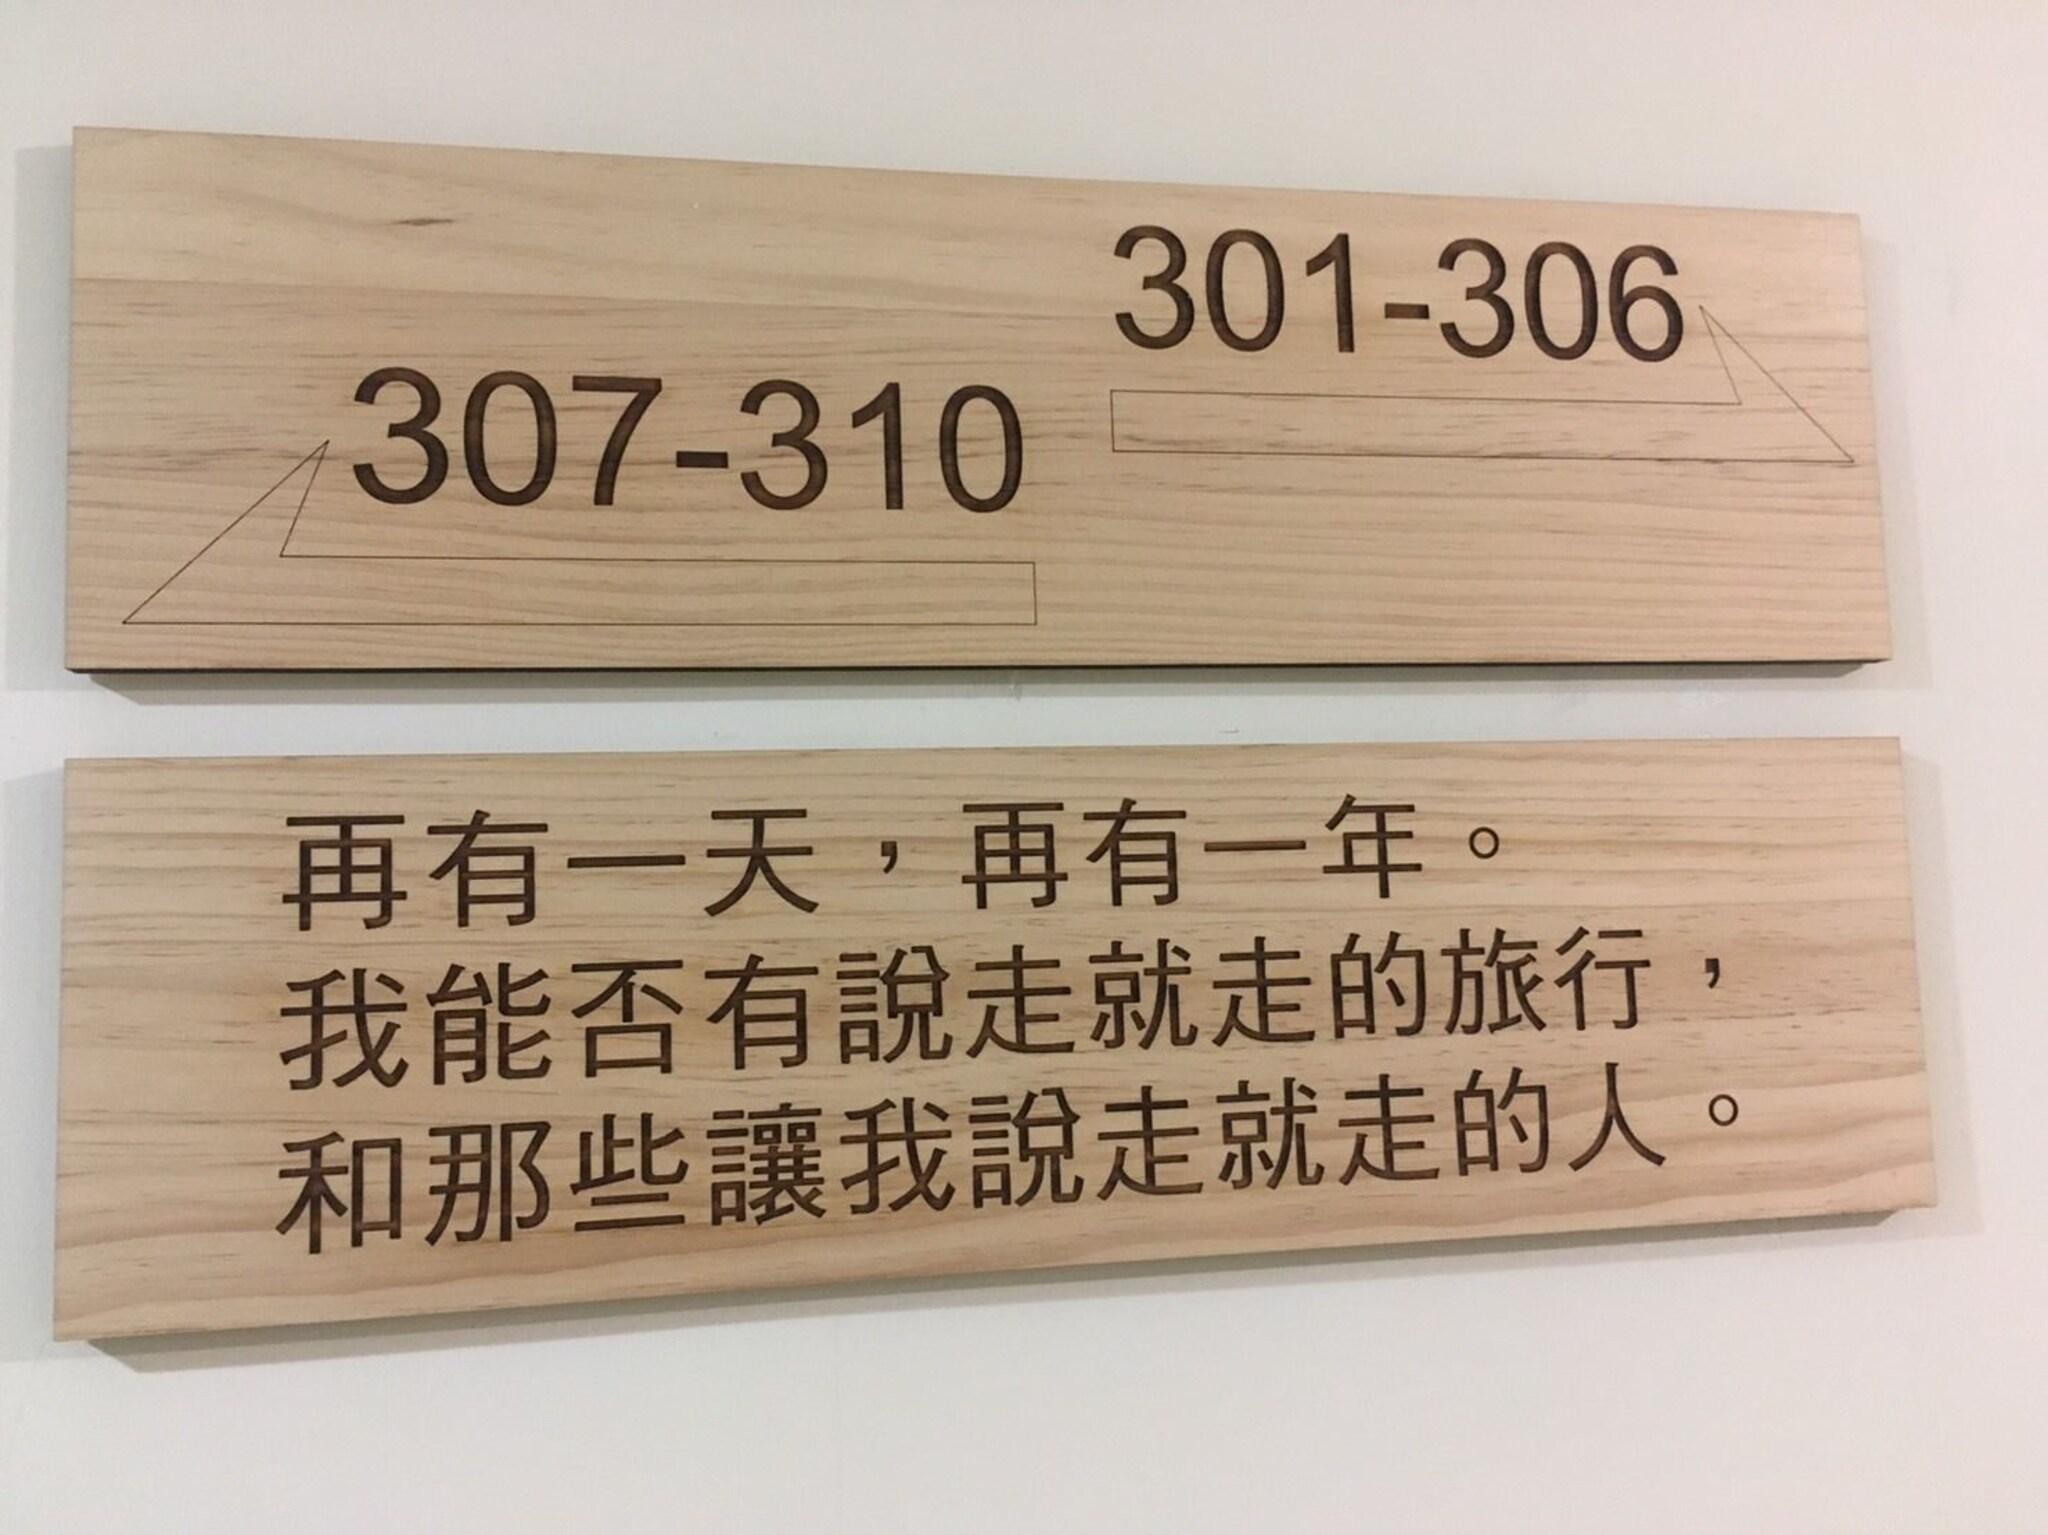 301-306
307-310
再有一天，再有一年。
我能否有說走就走的旅行，
和那些讓我說走就走的人。